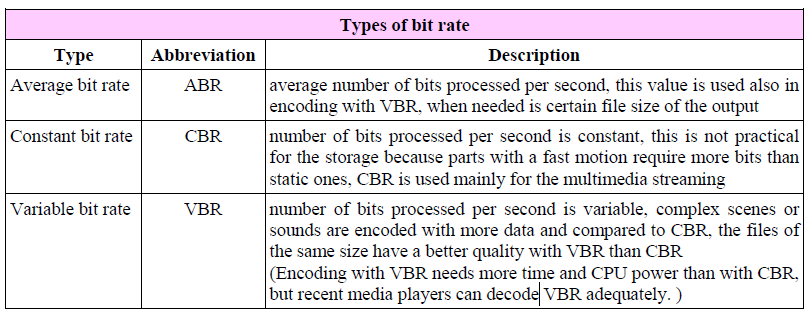 Types of bit rate
Type Abbreviation Description
Average bit rate ABR average number of bits processed per second, this value is used also in
encoding with VBR, when needed is certain file size of the output
Constant bit rate CBR number of bits processed per second is constant, this is not practical
for the storage because parts with a fast motion require more bits than
static ones, CBR is used mainly for the multimedia streaming
Variable bit rate VBR number of bits processed per second is variable, complex scenes or
sounds are encoded with more data and compared to CBR, the files of
the same size have a better quality with VBR than CBR
(Encoding with VBR needs more time and CPU power than with CBR,
but recent media players can decode VBR adequately. )